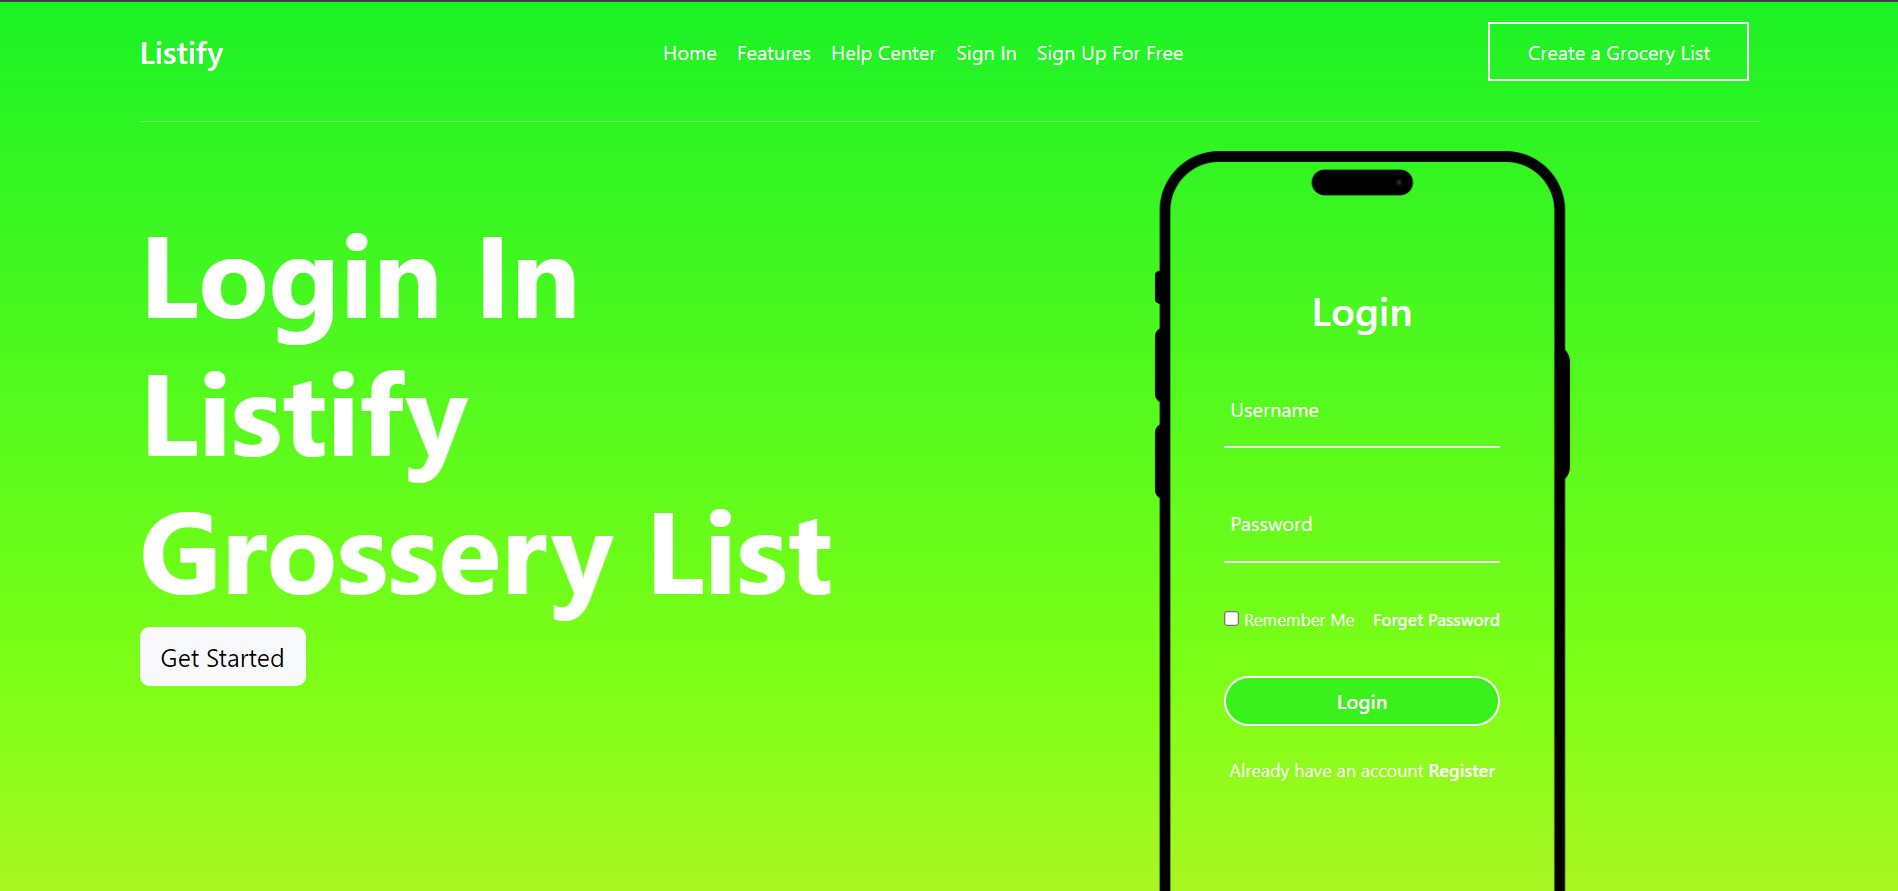 Listify
Home Features Help Center Sign In Sign Up For Free
Create a Grocery List
Login In
Listify
Grossery List
Get Started
Login
Username
Password
Remember Me Forget Password
Login
Already have an account Register